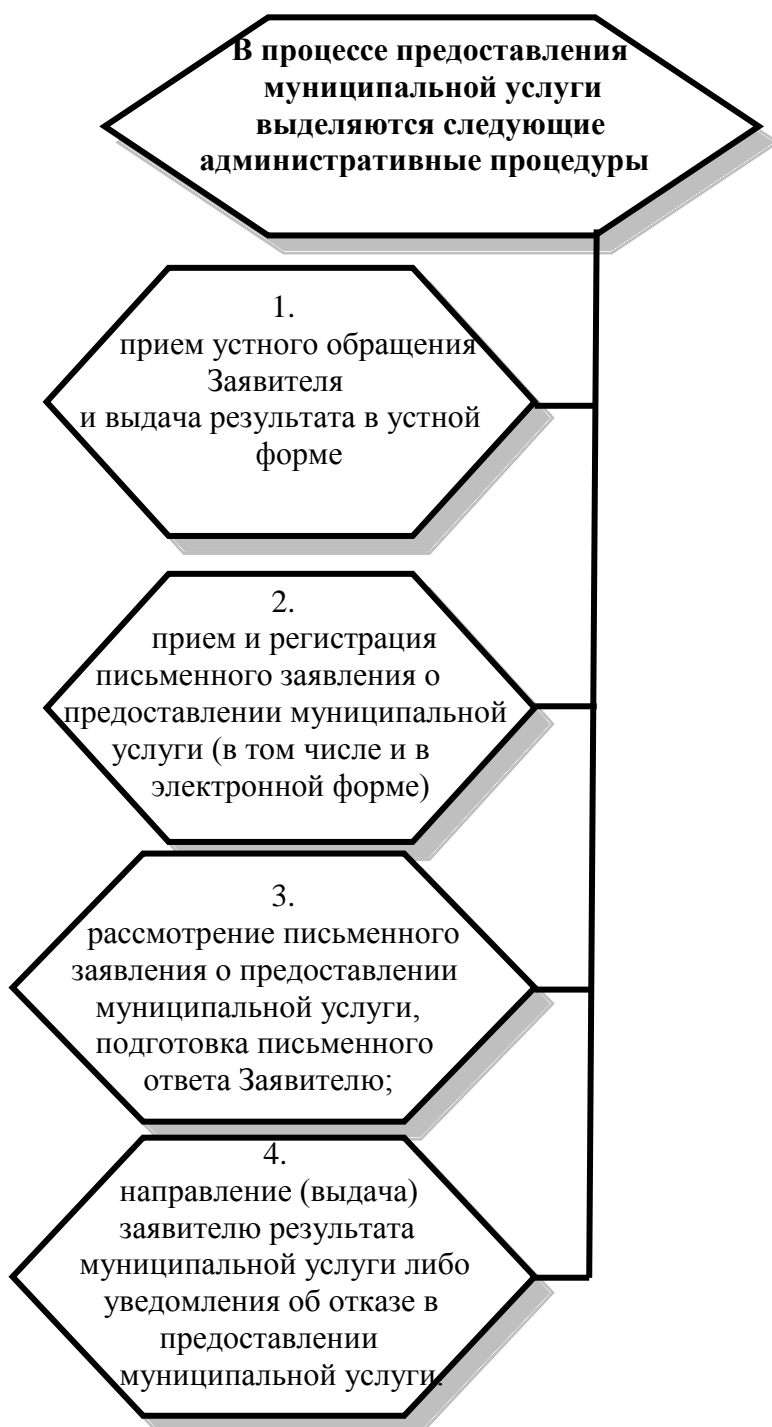 В процессе предоставления
муниципальной услуги
выделяются следующие
административные процедуры
1.
прием устного обращения
Заявителя
и выдача результата в устной
форме
2.
прием и регистрация
письменного заявления о
предоставлении муниципальной
услуги (в том числе и в
электронной форме)
3.
рассмотрение письменного
заявления о предоставлении
муниципальной услуги,
подготовка письменного
ответа Заявителю;
4.
направление (выдача)
заявителю результата
муниципальной услуги либо
уведомления об отказе в
предоставлении
муниципальной услуги.